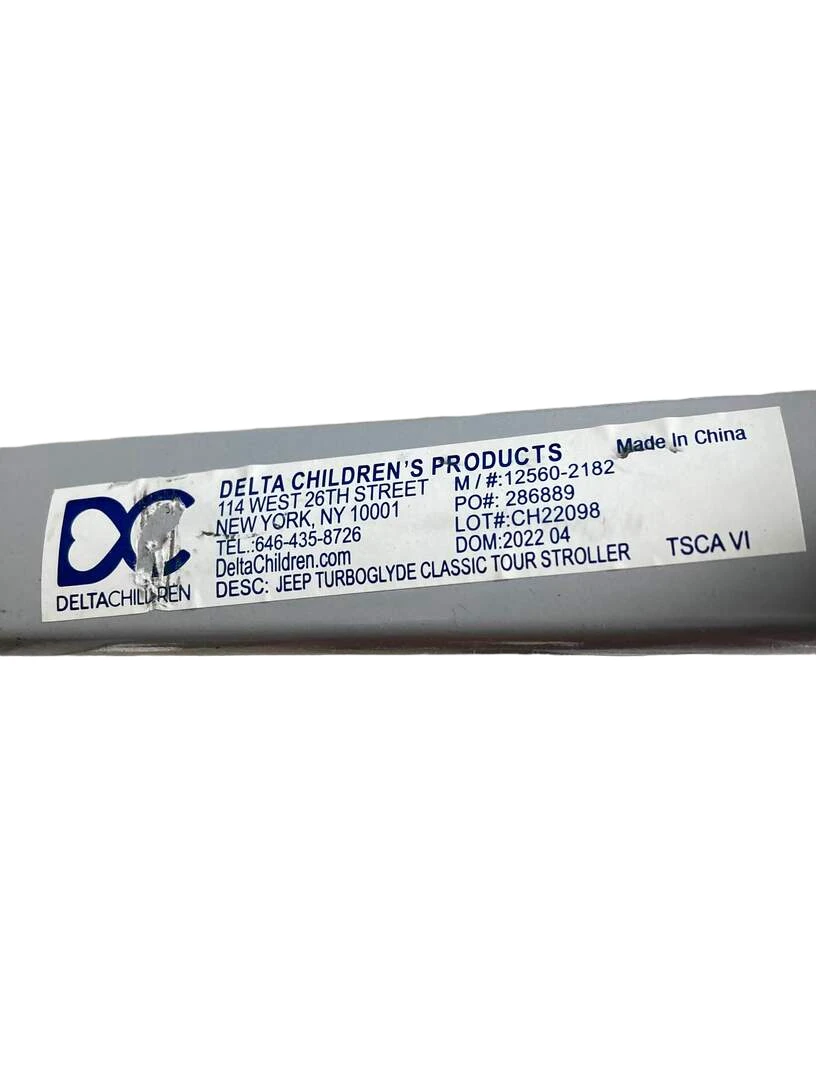 DC
DELTACHILDREN
DELTA CHILDREN'S PRODUCTS
114 WEST 26TH STREET
NEW YORK, NY 10001
TEL.:646-435-8726
DeltaChildren.com
DESC: JEEP TURBOGLYDE CLASSIC TOUR STROLLER
M / #:12560-2182
PO#: 286889
LOT#:CH22098
DOM:2022 04
Made In China
TSCA VI